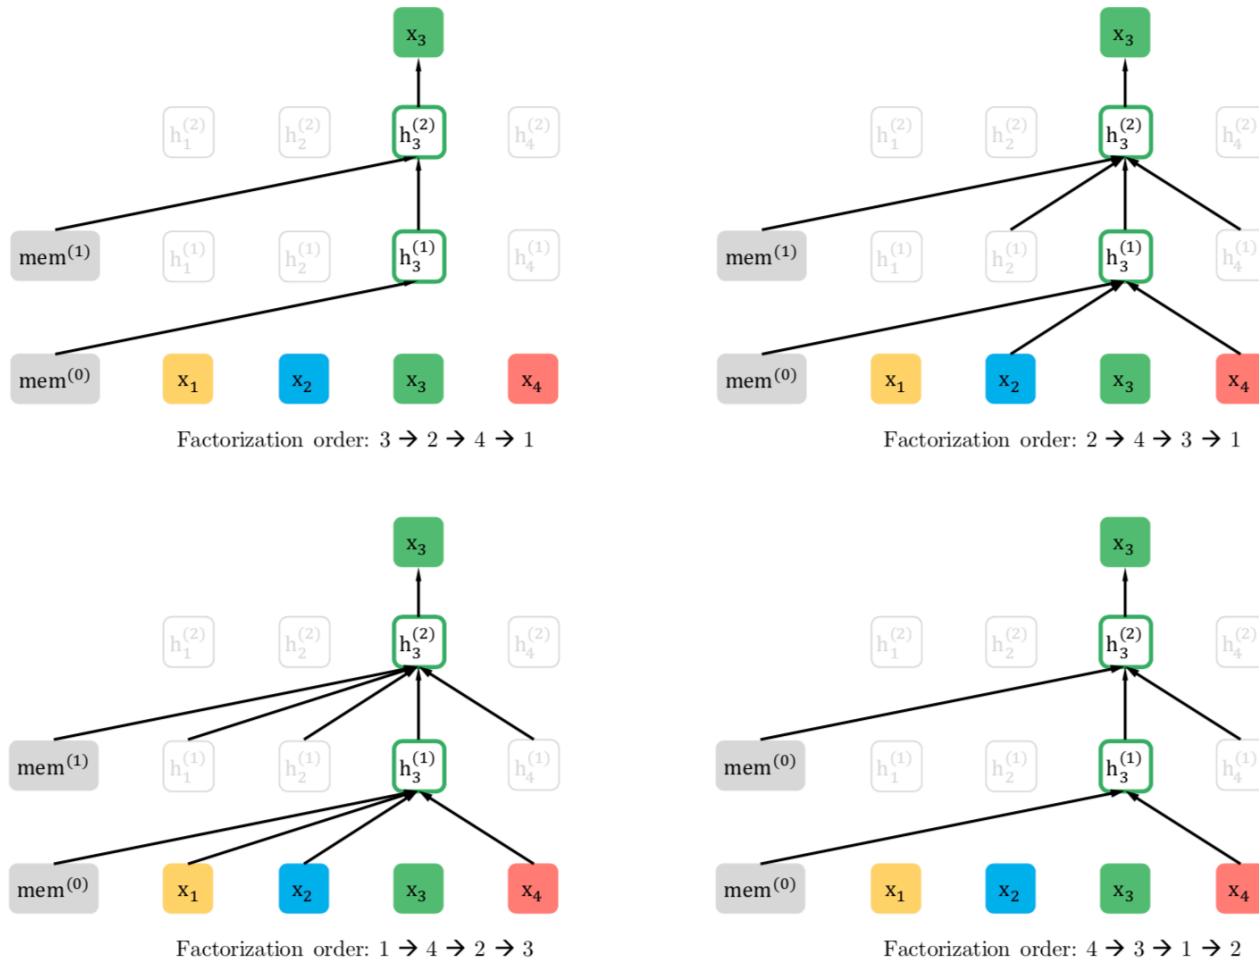 x₃ x₃
h₁⁽²⁾ h₂⁽²⁾ h₃⁽²⁾ h₄⁽²⁾ h₁⁽²⁾ h₂⁽²⁾ h₃⁽²⁾ h₄⁽²⁾
mem⁽¹⁾ h₁⁽¹⁾ h₂⁽¹⁾ h₃⁽¹⁾ h₄⁽¹⁾ mem⁽¹⁾ h₁⁽¹⁾ h₂⁽¹⁾ h₃⁽¹⁾ h₄⁽¹⁾
mem⁽⁰⁾ x₁ x₂ x₃ x₄ mem⁽⁰⁾ x₁ x₂ x₃ x₄
Factorization order: 3 → 2 → 4 → 1 Factorization order: 2 → 4 → 3 → 1
x₃ x₃
h₁⁽²⁾ h₂⁽²⁾ h₃⁽²⁾ h₄⁽²⁾ h₁⁽²⁾ h₂⁽²⁾ h₃⁽²⁾ h₄⁽²⁾
mem⁽¹⁾ h₁⁽¹⁾ h₂⁽¹⁾ h₃⁽¹⁾ h₄⁽¹⁾ mem⁽⁰⁾ h₁⁽¹⁾ h₂⁽¹⁾ h₃⁽¹⁾ h₄⁽¹⁾
mem⁽⁰⁾ x₁ x₂ x₃ x₄ mem⁽⁰⁾ x₁ x₂ x₃ x₄
Factorization order: 1 → 4 → 2 → 3 Factorization order: 4 → 3 → 1 → 2